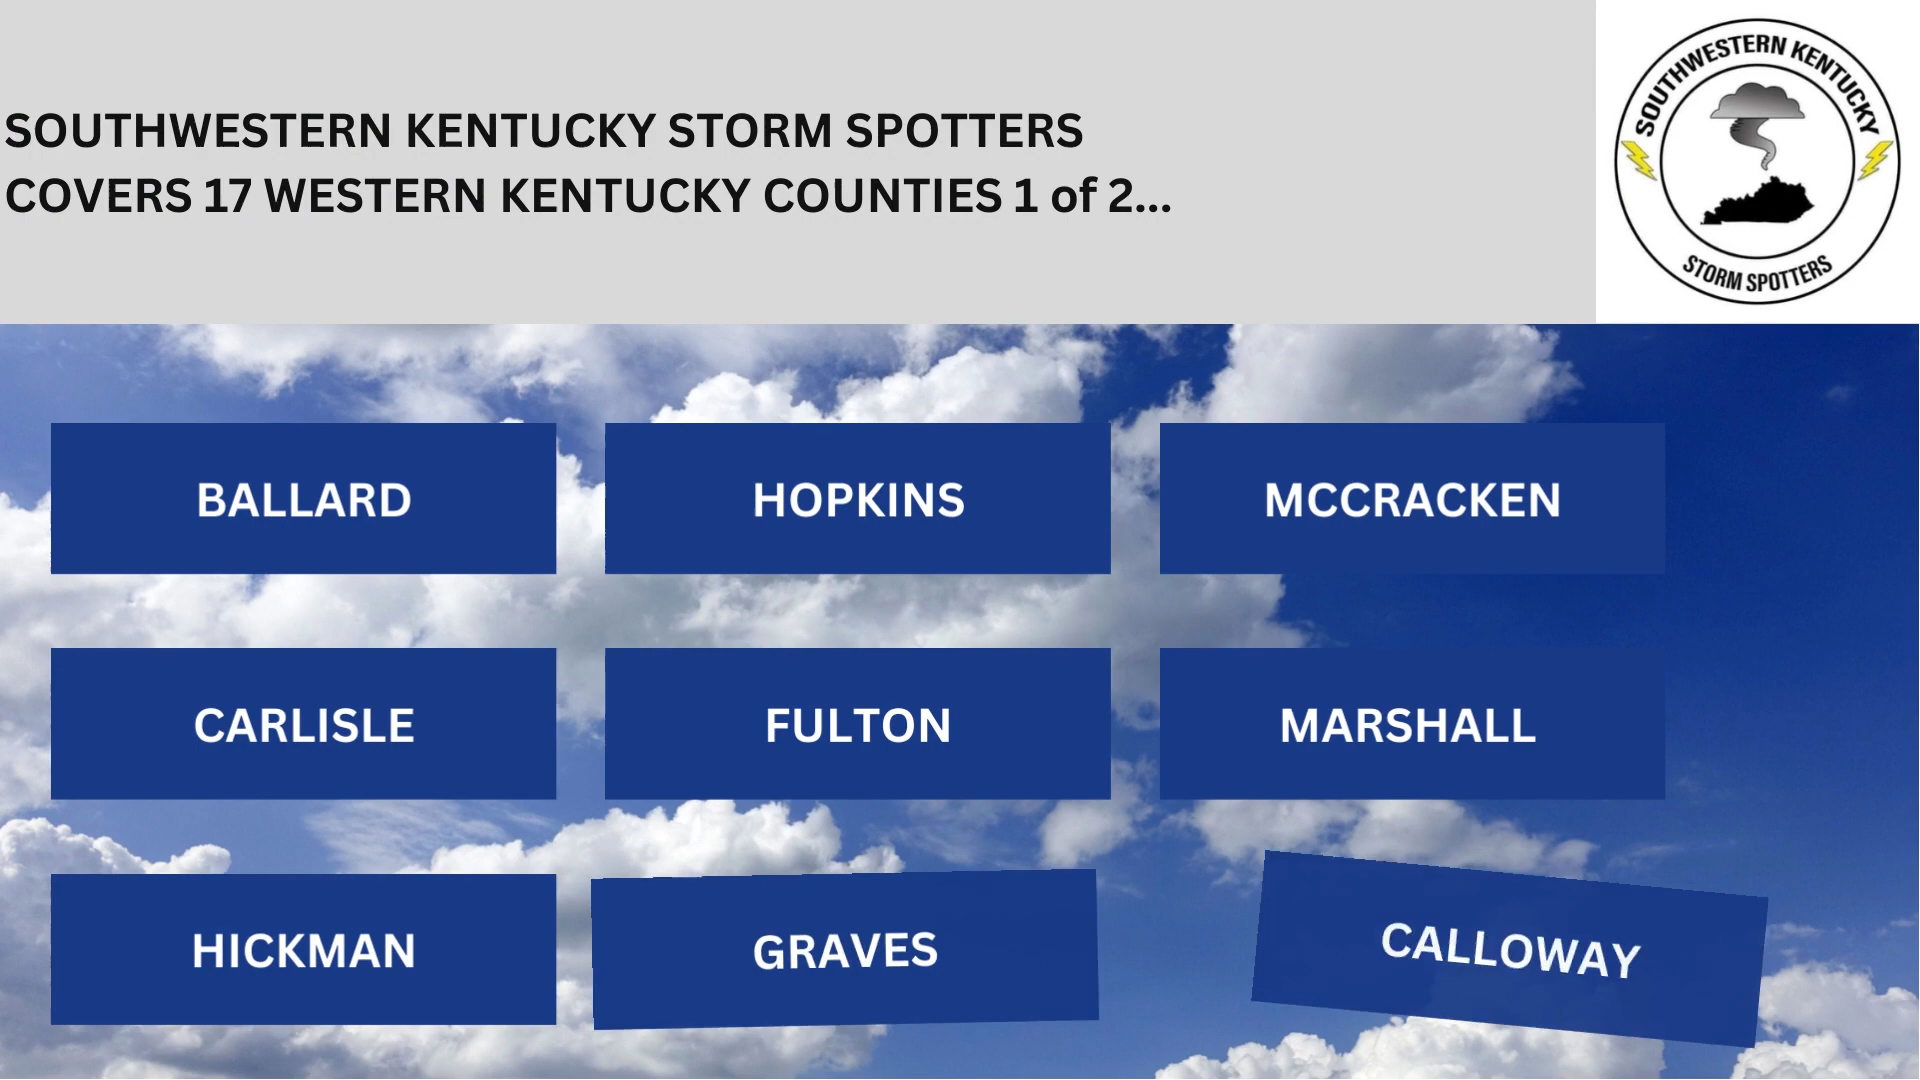 SOUTHWESTERN KENTUCKY STORM SPOTTERS
COVERS 17 WESTERN KENTUCKY COUNTIES 1 of 2...
SOUTHWESTERN KENTUCKY
STORM SPOTTERS
BALLARD
HOPKINS
MCCRACKEN
CARLISLE
FULTON
MARSHALL
HICKMAN
GRAVES
CALLOWAY